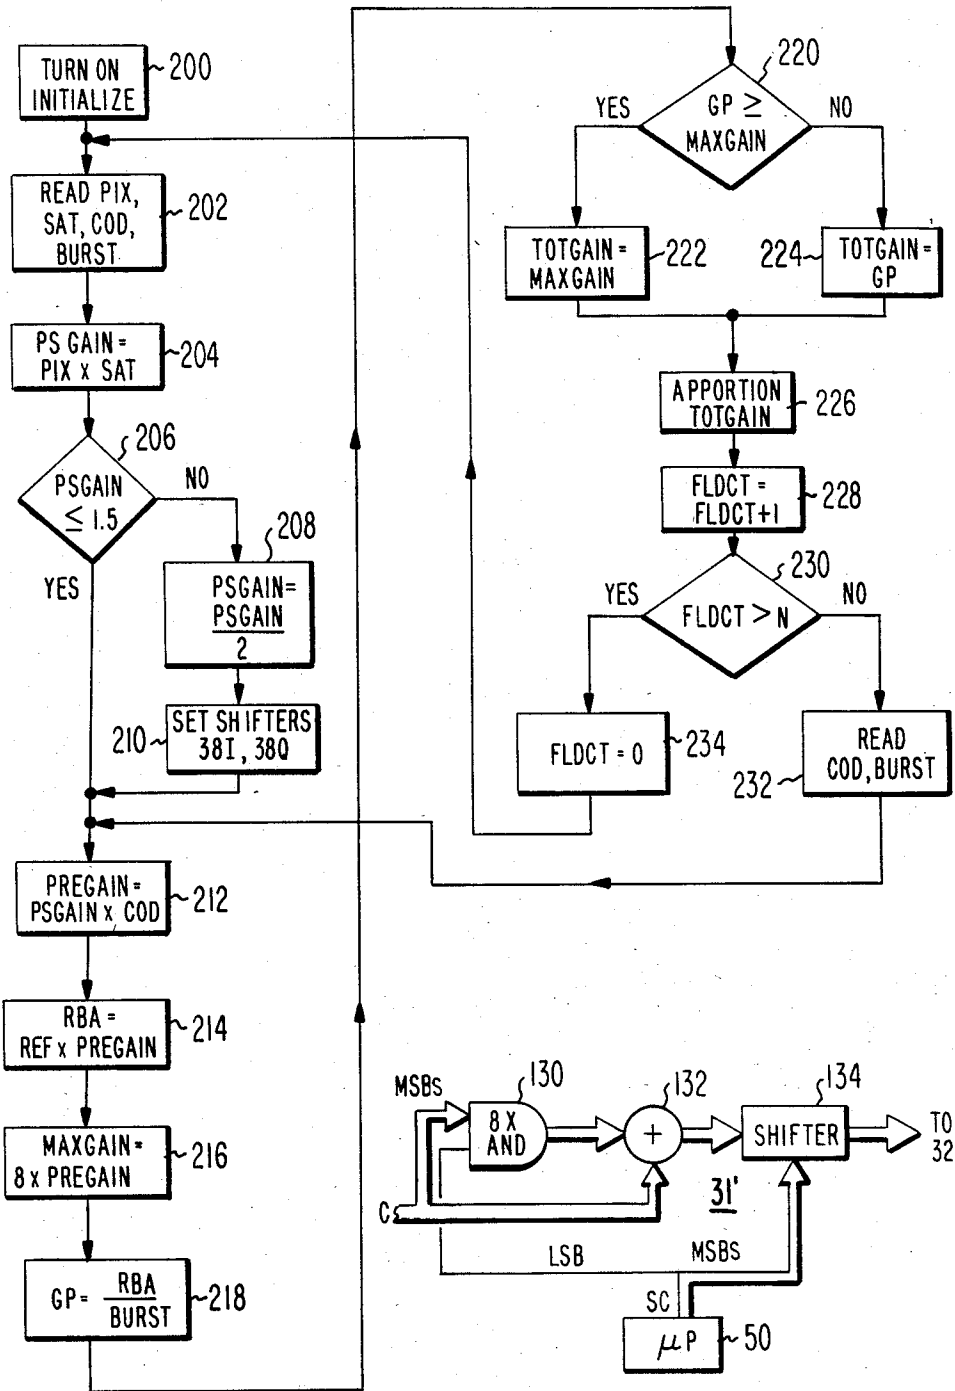 TURN ON
INITIALIZE
200
READ PIX,
SAT, COD,
BURST
202
PS GAIN=
PIX x SAT
204
206
PSGAIN
≤ 1.5
NO
YES
208
PSGAIN=
PSGAIN
2
210
SET SHIFTERS
38I, 38Q
PREGAIN=
PSGAIN x COD
212
RBA=
REF x PREGAIN
214
MAXGAIN=
8 x PREGAIN
216
GP= RBA
BURST
218
220
GP ≥
MAXGAIN
YES
NO
TOTGAIN=
MAXGAIN
222
224
TOTGAIN=
GP
APPORTION
TOTGAIN
226
FLDCT=
FLDCT+1
228
230
FLDCT > N
YES
NO
FLDCT=0
234
232
READ
COD, BURST
MSBS
130
8 X
AND
132
+
134
SHIFTER
TO
32
C
31'
LSB
MSBS
SC
μP
50